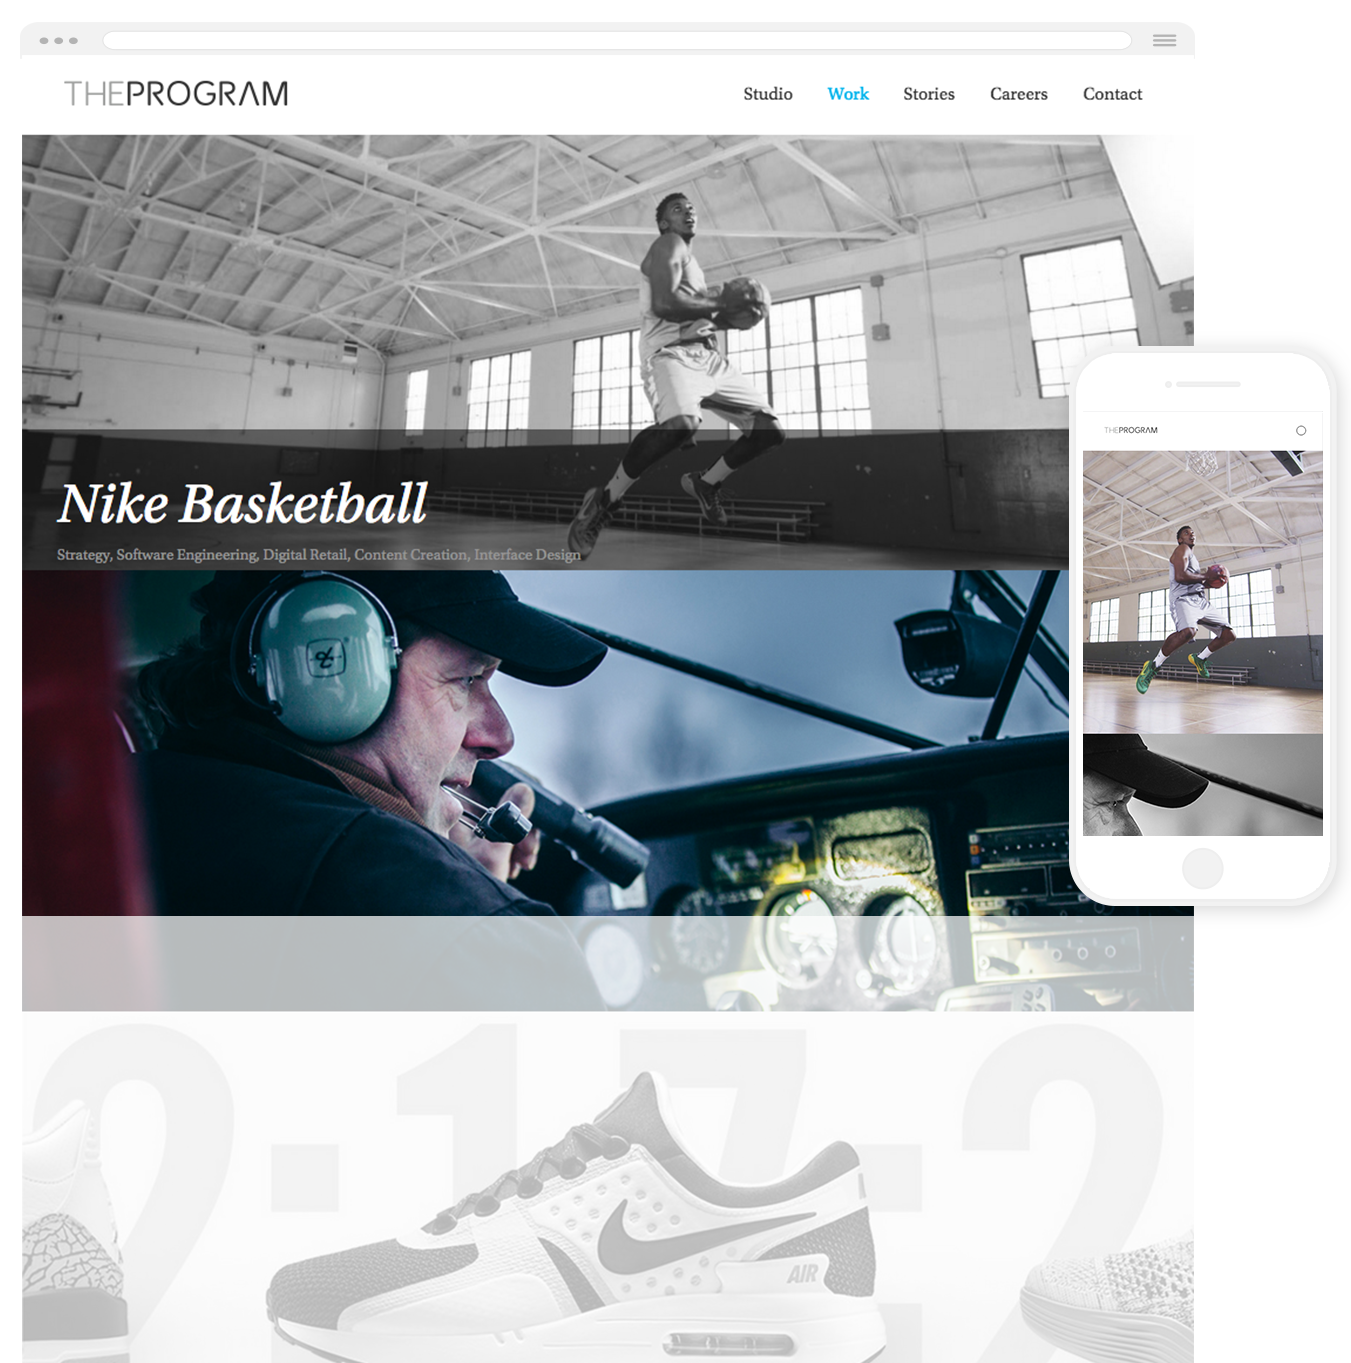 THEPROGRAM
Studio Work Stories Careers Contact
Nike Basketball
Strategy, Software Engineering, Digital Retail, Content Creation, Interface Design
THEPROGRAM
2·17·2
AIR